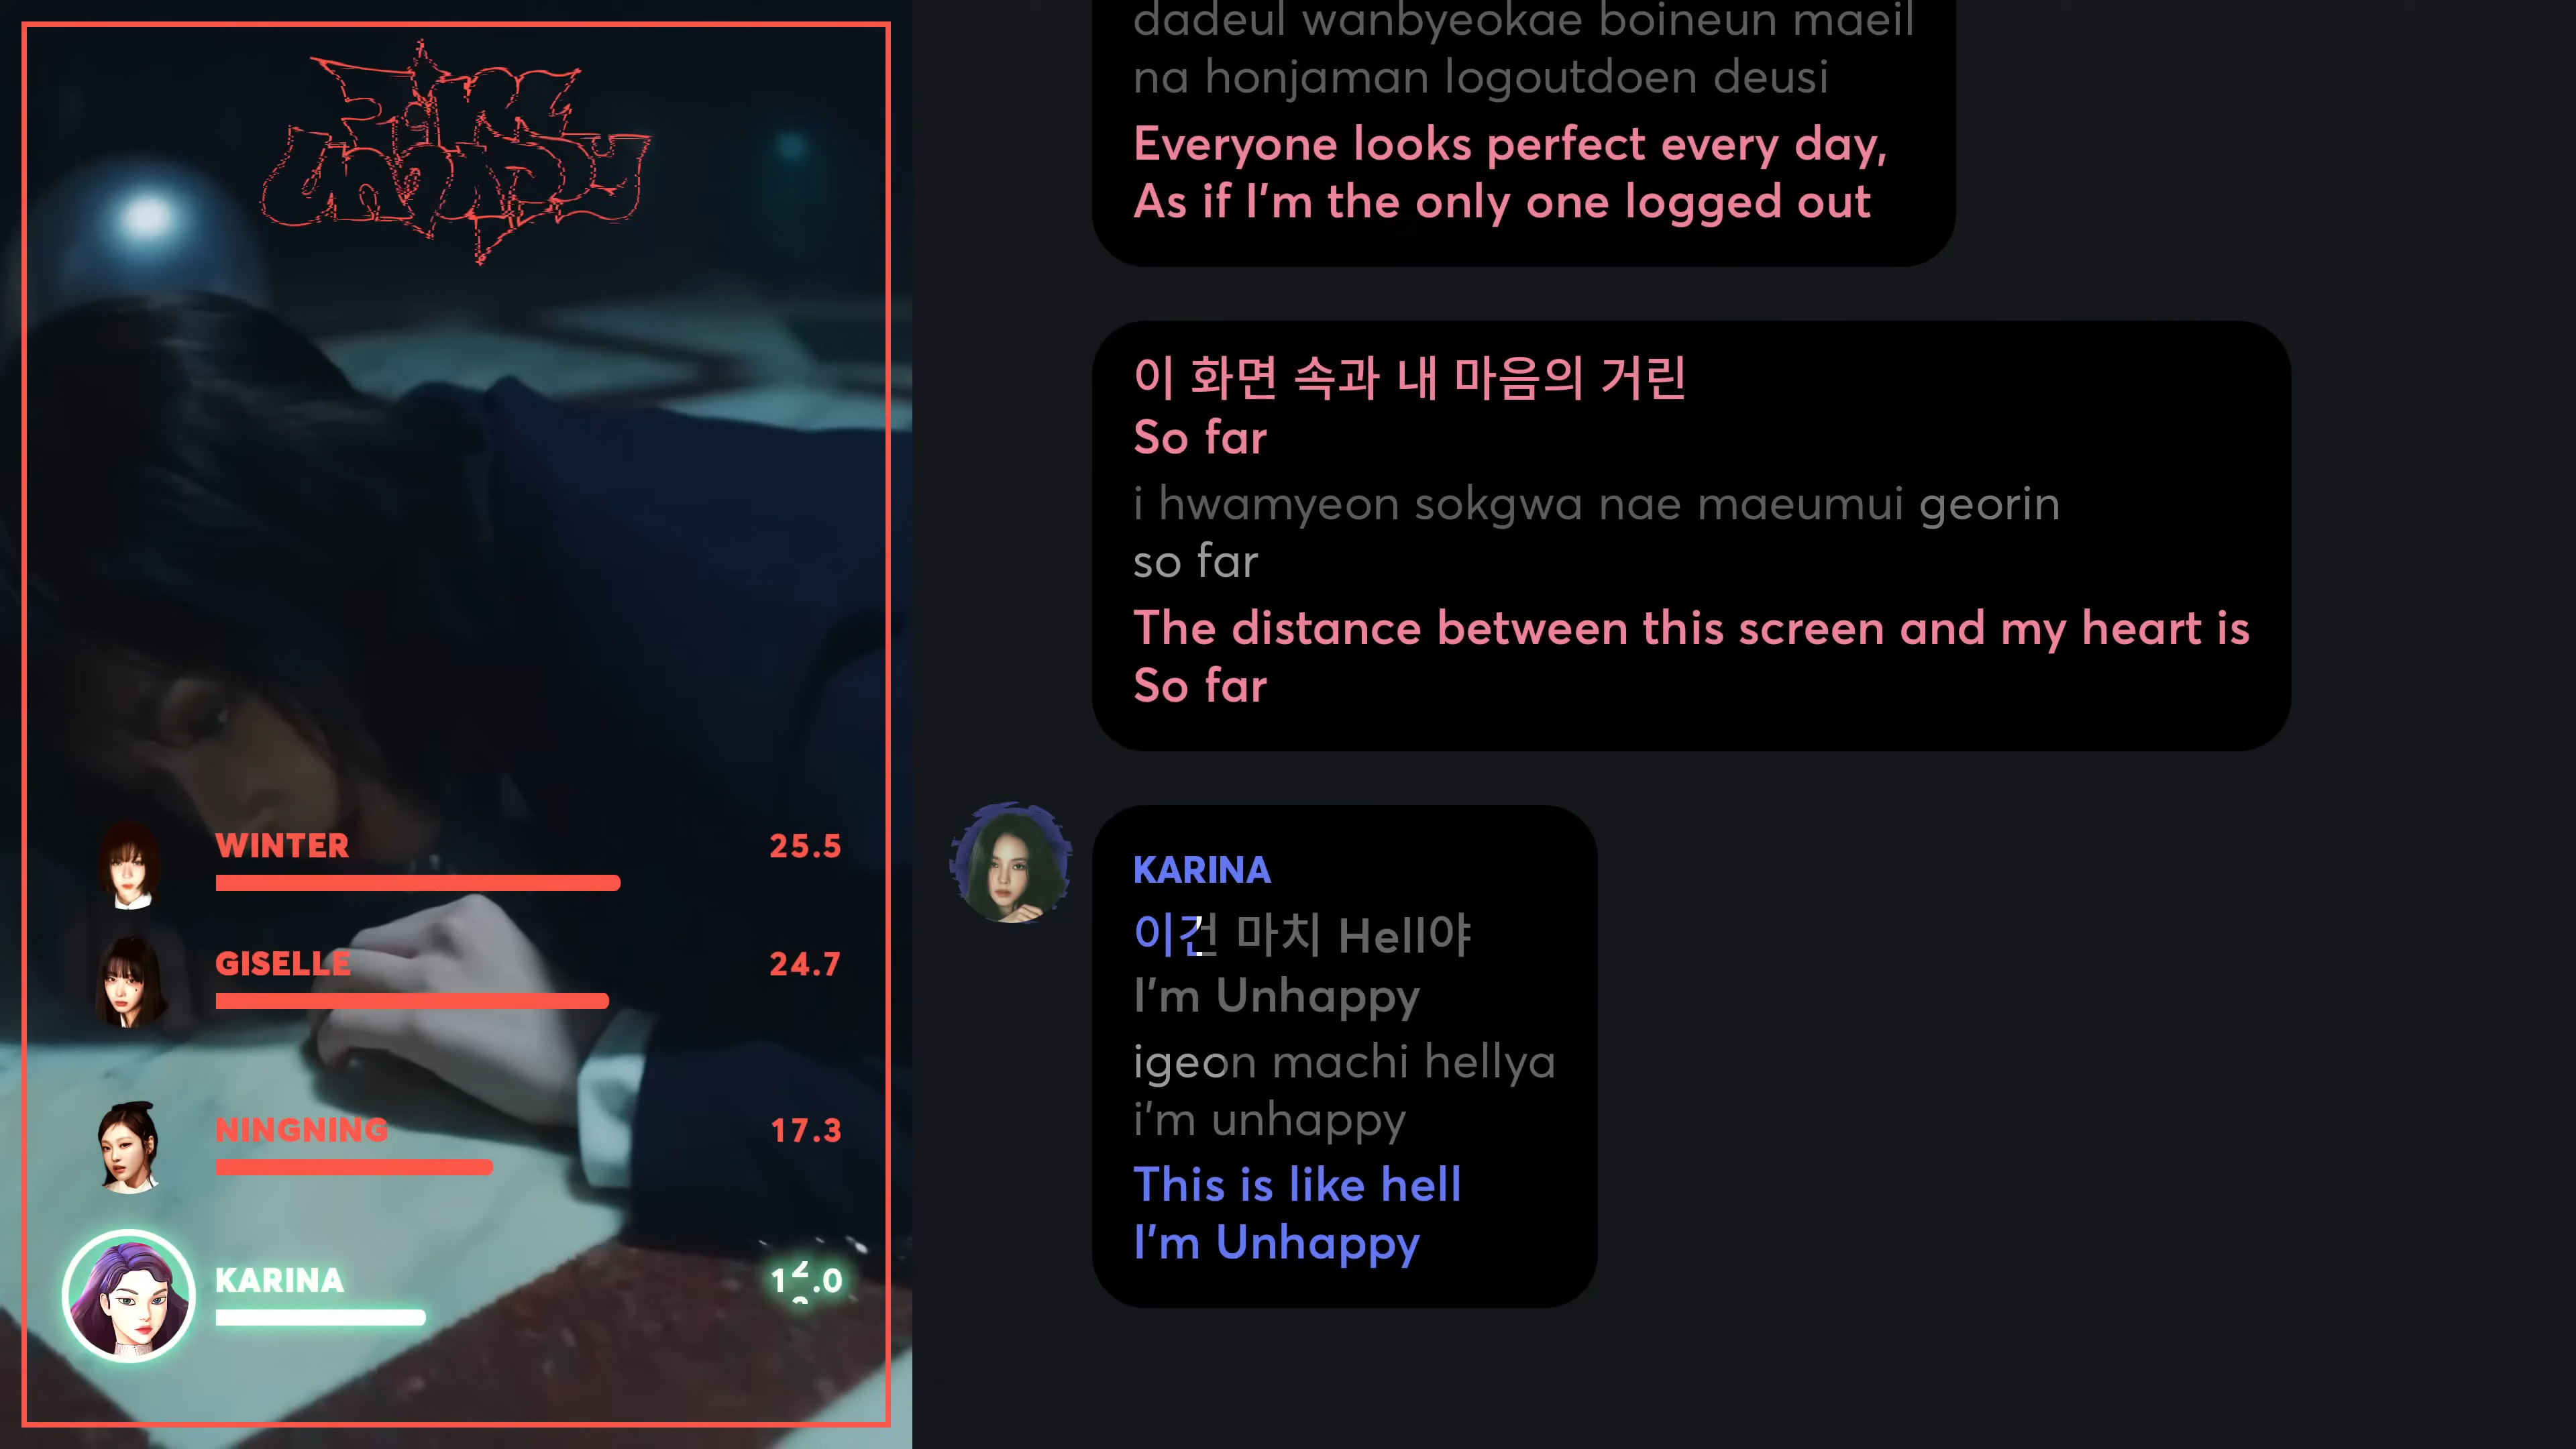 I'M UNHAPPY
WINTER 25.5
GISELLE 24.7
NINGNING 17.3
KARINA
dadeul wanbyeokae boineun maeil
na honjaman logoutdoen deusi
Everyone looks perfect every day,
As if I'm the only one logged out
이 화면 속과 내 마음의 거린
So far
i hwamyeon sokgwa nae maeumui georin
so far
The distance between this screen and my heart is
So far
KARINA
이건 마치 Hell야
I'm Unhappy
igeon machi hellya
i'm unhappy
This is like hell
I'm Unhappy